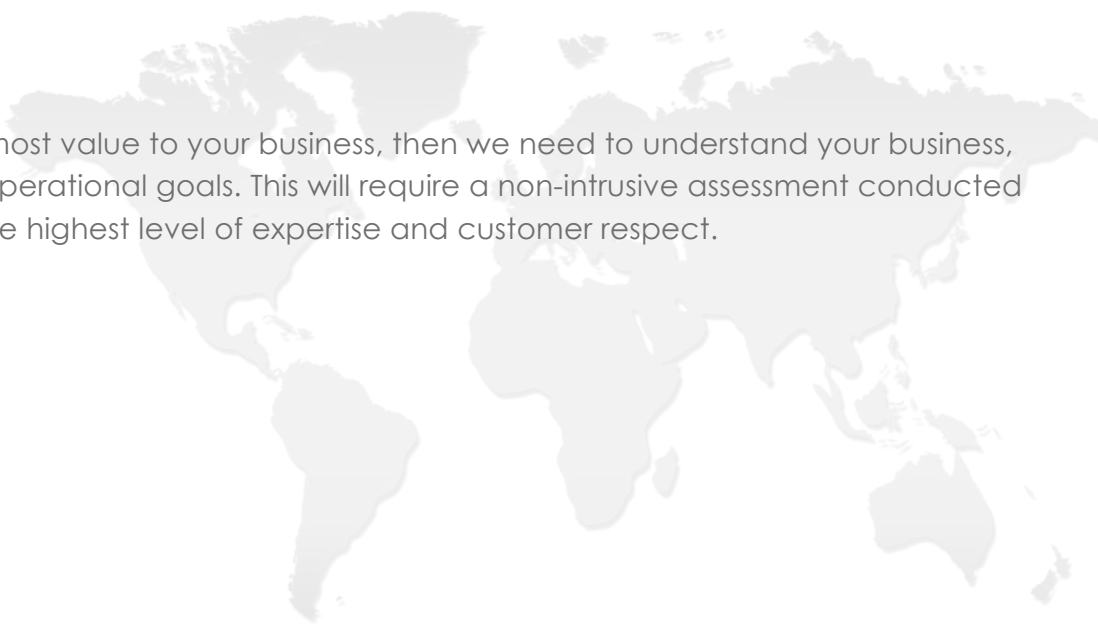 most value to your business, then we need to understand your business,
perational goals. This will require a non-intrusive assessment conducted
e highest level of expertise and customer respect.